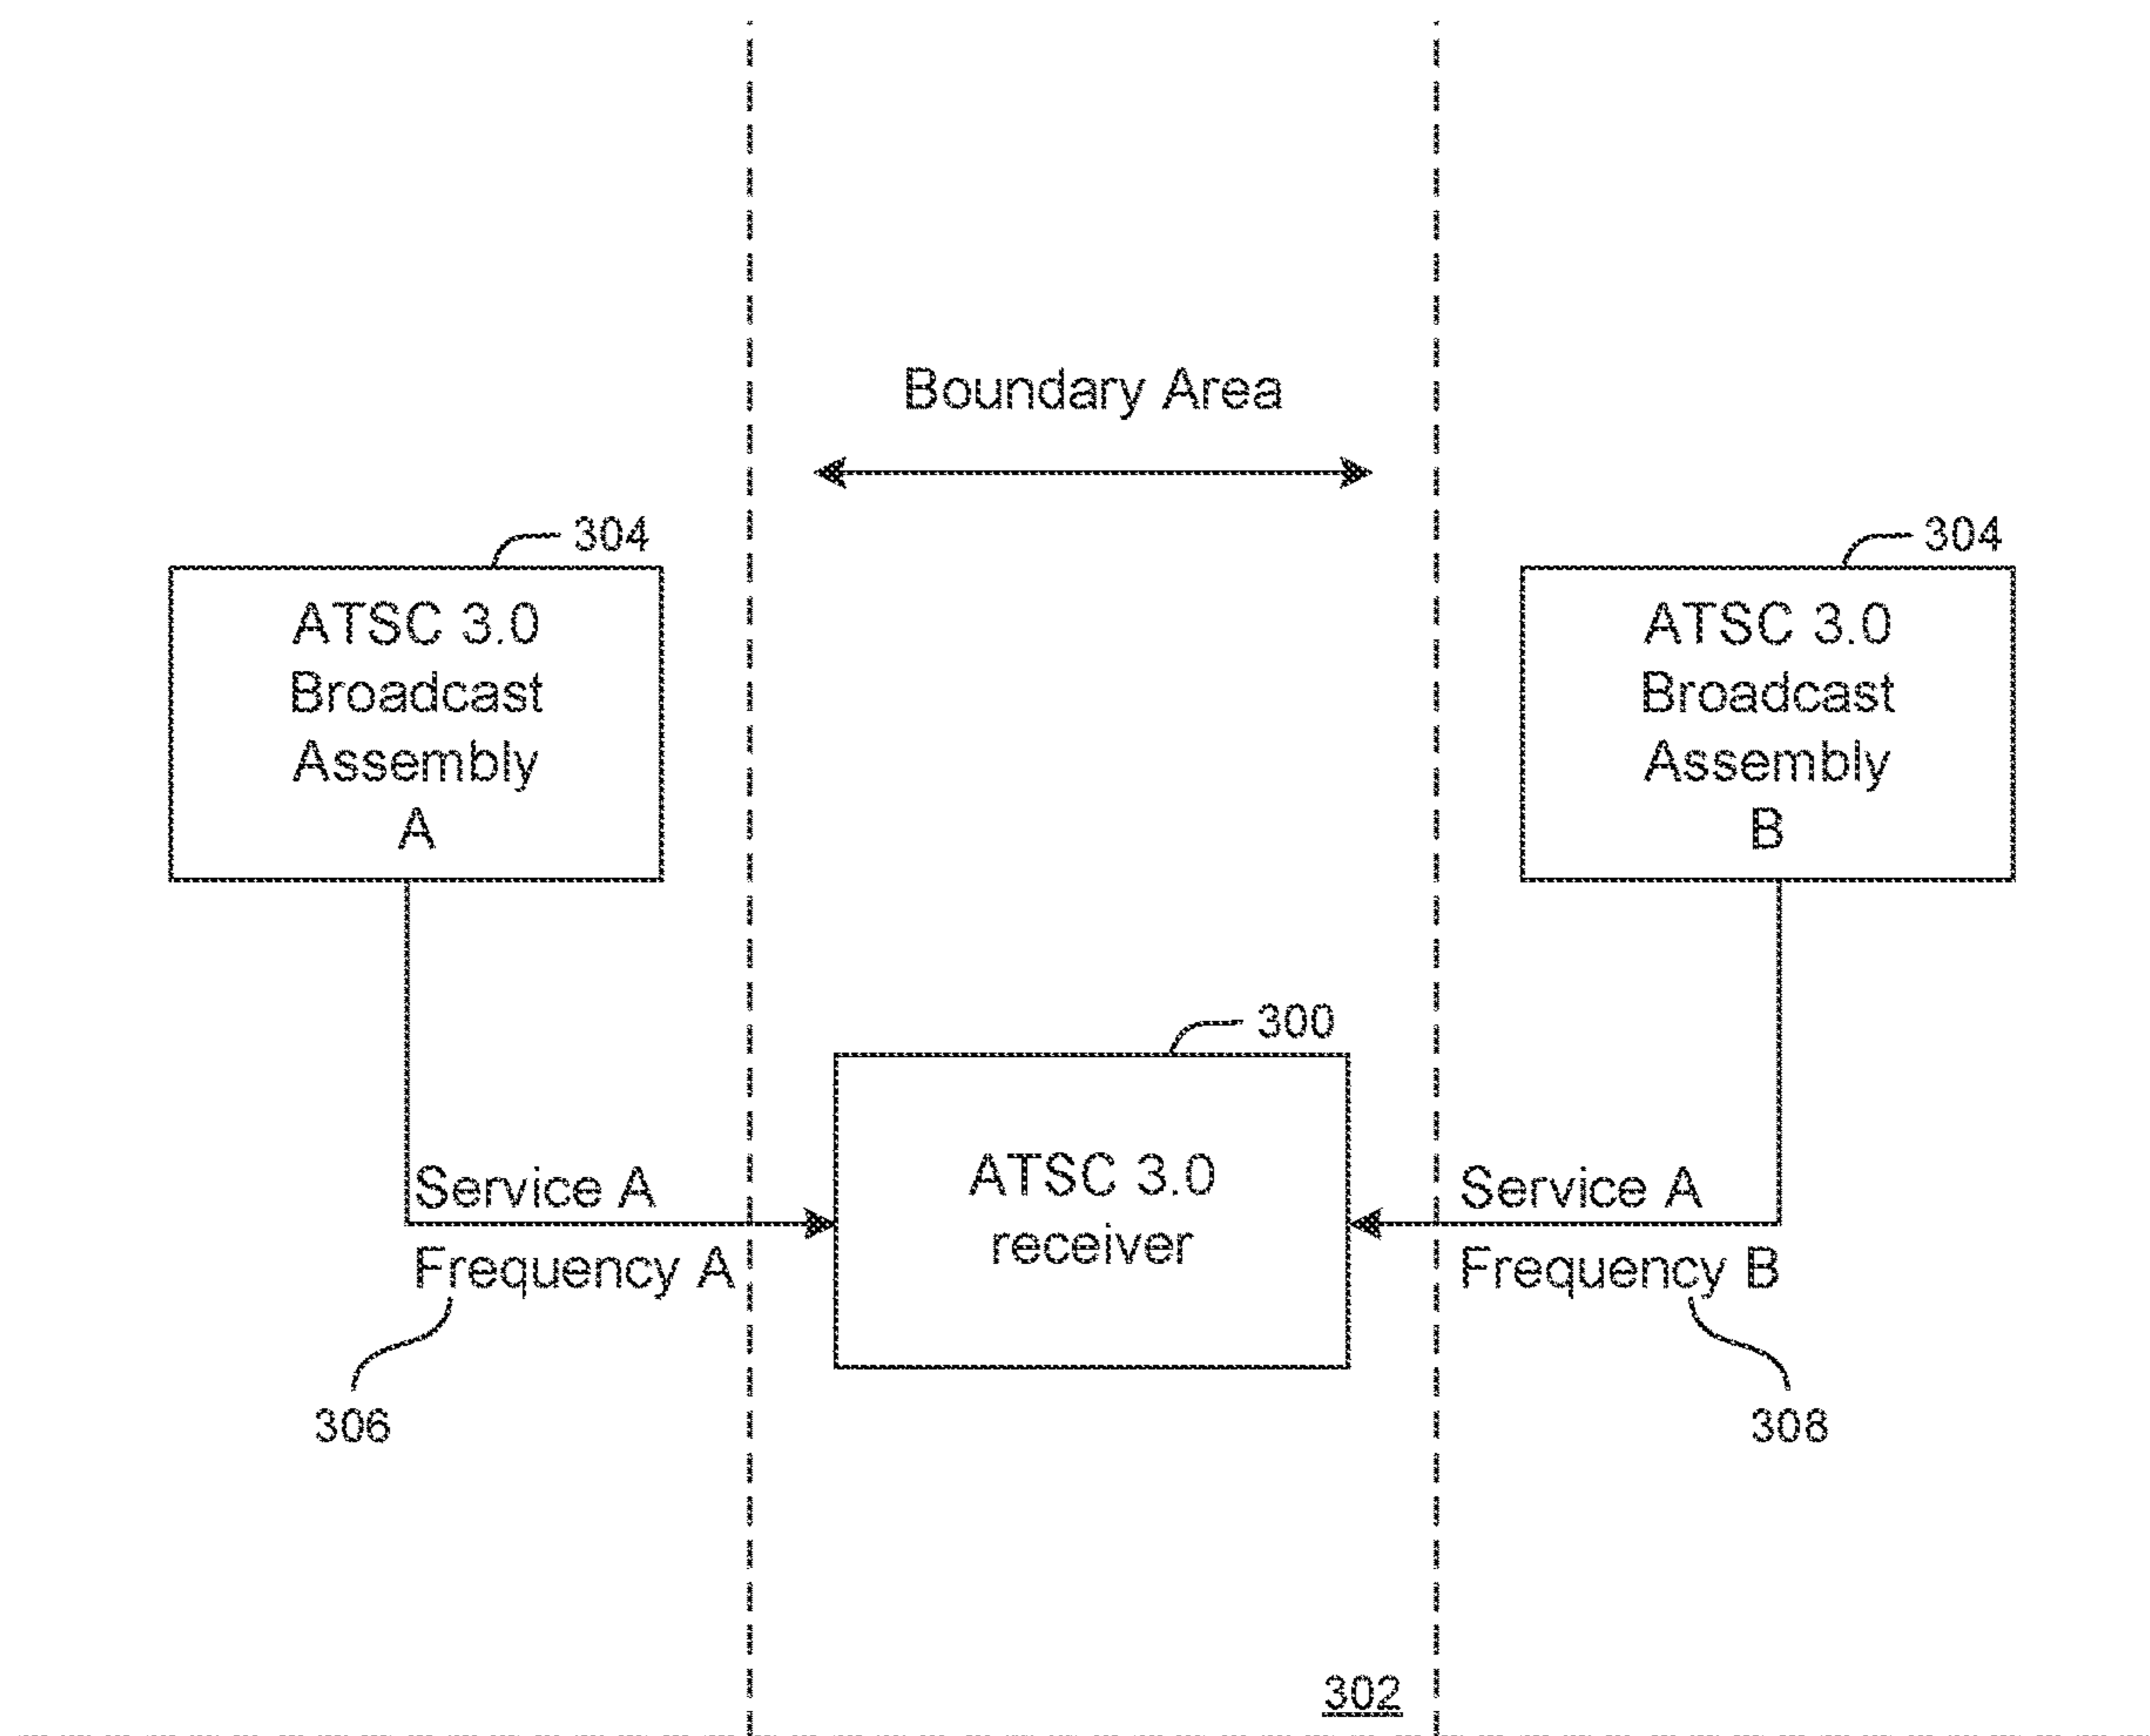 Boundary Area
304
ATSC 3.0
Broadcast
Assembly
A
304
ATSC 3.0
Broadcast
Assembly
B
300
ATSC 3.0
receiver
Service A
Frequency A
306
Service A
Frequency B
308
302